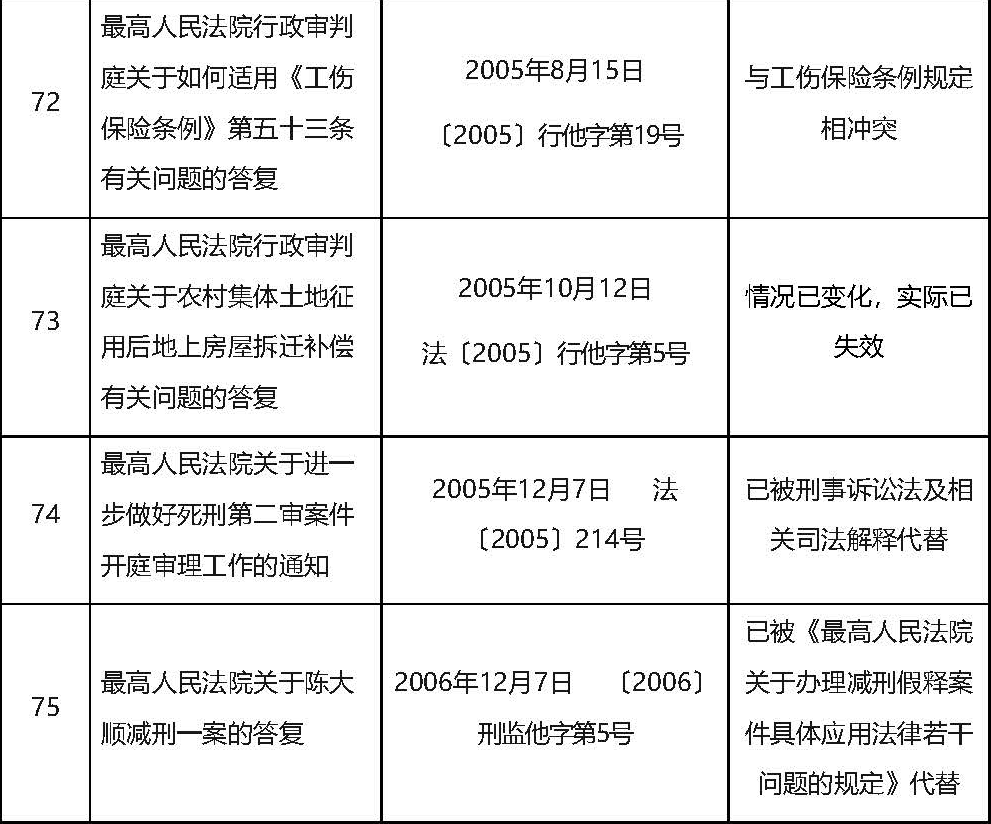 72
最高人民法院行政审判
庭关于如何适用《工伤
保险条例》第五十三条
有关问题的答复
2005年8月15日
〔2005〕行他字第19号
与工伤保险条例规定
相冲突
73
最高人民法院行政审判
庭关于农村集体土地征
用后地上房屋拆迁补偿
有关问题的答复
2005年10月12日
法〔2005〕行他字第5号
情况已变化，实际已
失效
74
最高人民法院关于进一
步做好死刑第二审案件
开庭审理工作的通知
2005年12月7日 法
〔2005〕214号
已被刑事诉讼法及相
关司法解释代替
75
最高人民法院关于陈大
顺减刑一案的答复
2006年12月7日 〔2006〕
刑监他字第5号
已被《最高人民法院
关于办理减刑假释案
件具体应用法律若干
问题的规定》代替